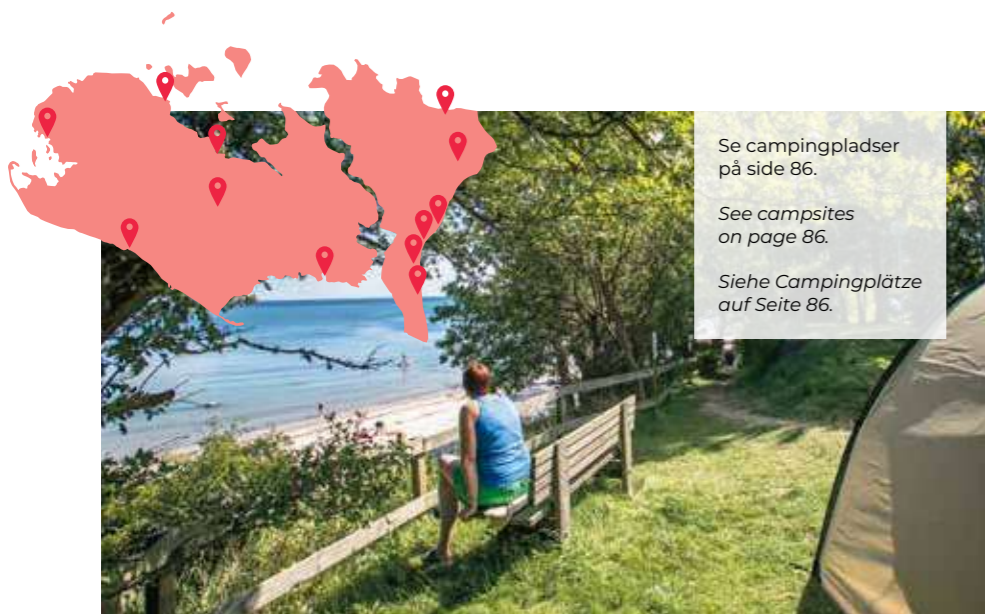 Se campingpladser
på side 86.
See campsites
on page 86.
Siehe Campingplätze
auf Seite 86.